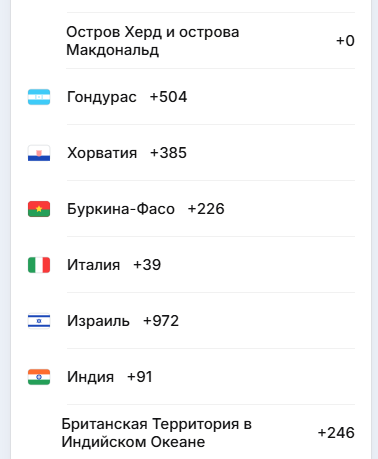 Остров Херд и острова
Макдональд +0
Гондурас +504
Хорватия +385
Буркина-Фасо +226
Италия +39
Израиль +972
Индия +91
Британская Территория в
Индийском Океане +246